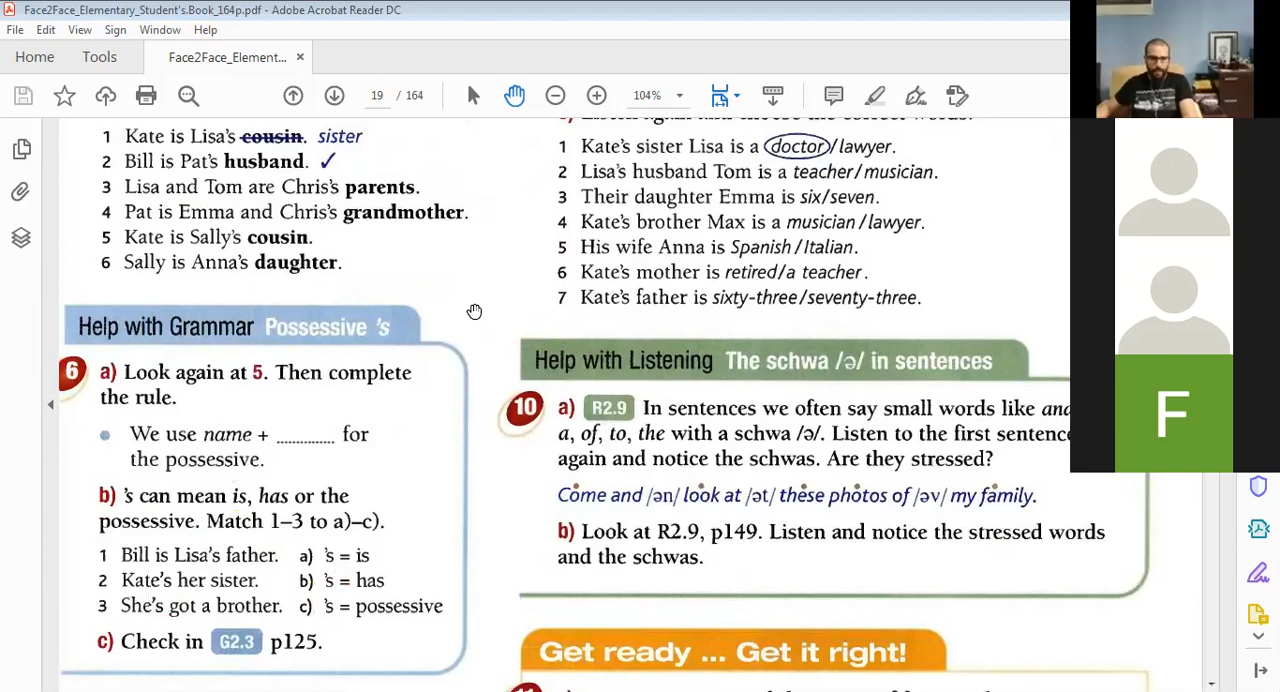 Face2Face_Elementary_Student's.Book_164p.pdf - Adobe Acrobat Reader DC
File Edit View Sign Window Help
Home Tools Face2Face_Element... ×
19 / 164 104%
1 Kate is Lisa's cousin. sister
2 Bill is Pat's husband. ✓
3 Lisa and Tom are Chris's parents.
4 Pat is Emma and Chris's grandmother.
5 Kate is Sally's cousin.
6 Sally is Anna's daughter.
Help with Grammar Possessive 's
6 a) Look again at 5. Then complete
the rule.
We use name + .............. for
the possessive.
b) 's can mean is, has or the
possessive. Match 1–3 to a)–c).
1 Bill is Lisa's father. a) 's = is
2 Kate's her sister. b) 's = has
3 She's got a brother. c) 's = possessive
c) Check in G2.3 p125.
1 Kate's sister Lisa is a doctor/lawyer.
2 Lisa's husband Tom is a teacher/musician.
3 Their daughter Emma is six/seven.
4 Kate's brother Max is a musician/lawyer.
5 His wife Anna is Spanish/Italian.
6 Kate's mother is retired/a teacher.
7 Kate's father is sixty-three/seventy-three.
Help with Listening The schwa /ə/ in sentences
10 a) R2.9 In sentences we often say small words like and
a, of, to, the with a schwa /ə/. Listen to the first sentence
again and notice the schwas. Are they stressed?
Come and /ən/ look at /ət/ these photos of /əv/ my family.
b) Look at R2.9, p149. Listen and notice the stressed words
and the schwas.
Get ready ... Get it right!
F